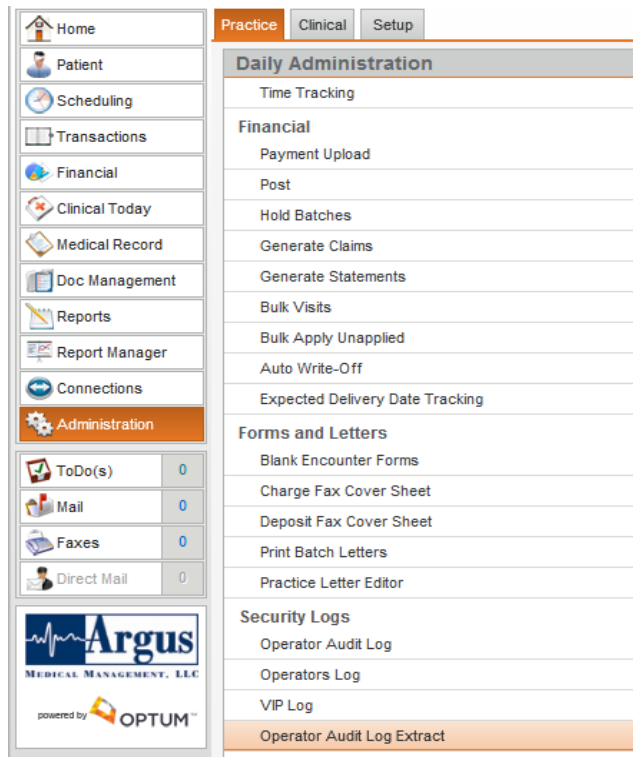 Home
Patient
Scheduling
Transactions
Financial
Clinical Today
Medical Record
Doc Management
Reports
Report Manager
Connections
Administration
ToDo(s) 0
Mail 0
Faxes 0
Direct Mail 0
Argus
MEDICAL MANAGEMENT, LLC
powered by OPTUM™
Practice Clinical Setup
Daily Administration
Time Tracking
Financial
Payment Upload
Post
Hold Batches
Generate Claims
Generate Statements
Bulk Visits
Bulk Apply Unapplied
Auto Write-Off
Expected Delivery Date Tracking
Forms and Letters
Blank Encounter Forms
Charge Fax Cover Sheet
Deposit Fax Cover Sheet
Print Batch Letters
Practice Letter Editor
Security Logs
Operator Audit Log
Operators Log
VIP Log
Operator Audit Log Extract